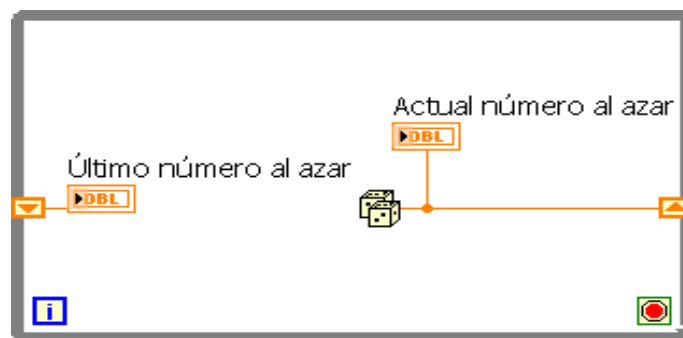 Actual número al azar
DBL
Último número al azar
DBL
i